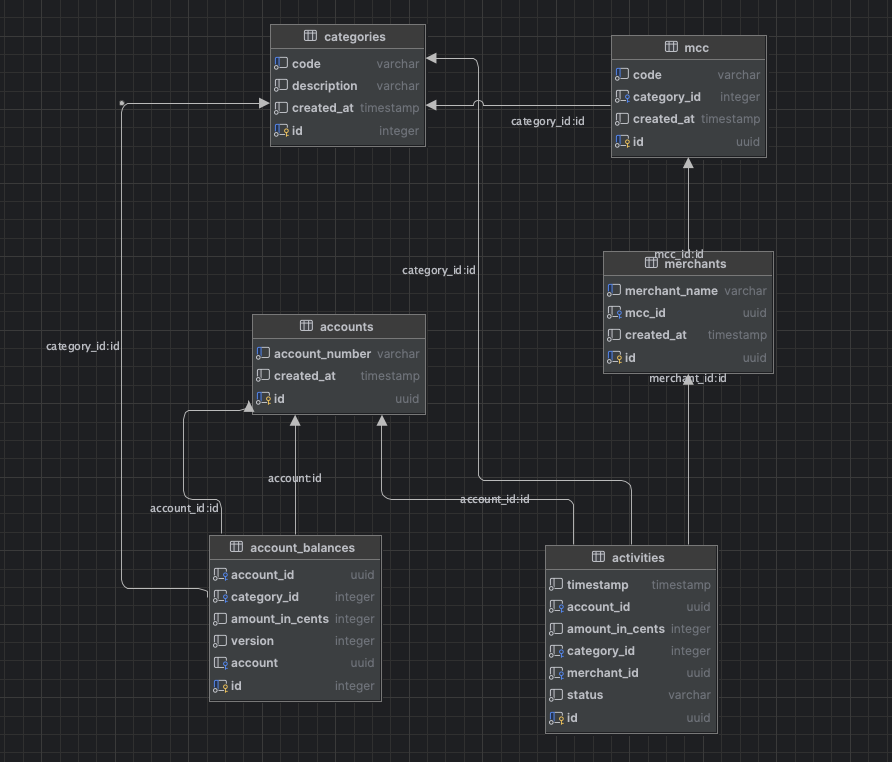 categories
code varchar
description varchar
created_at timestamp
id integer
mcc
code varchar
category_id integer
created_at timestamp
id uuid
category_id:id
mcc_id:id
merchants
merchant_name varchar
mcc_id uuid
created_at timestamp
id uuid
category_id:id
accounts
account_number varchar
created_at timestamp
id uuid
category_id:id
merchant_id:id
account:id
account_id:id
account_id:id
account_balances
account_id uuid
category_id integer
amount_in_cents integer
version integer
account uuid
id integer
activities
timestamp timestamp
account_id uuid
amount_in_cents integer
category_id integer
merchant_id uuid
status varchar
id uuid